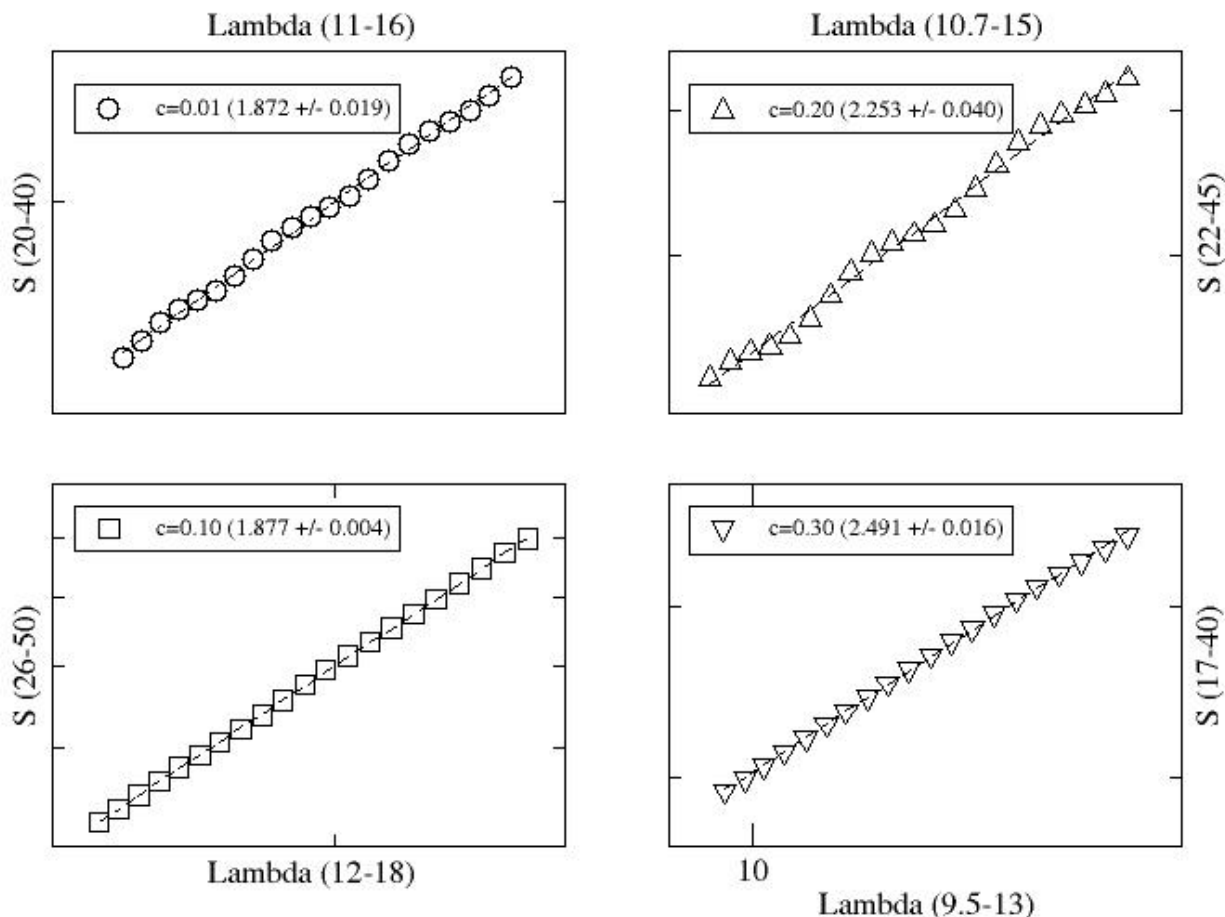 Lambda (11-16)
Lambda (10.7-15)
c=0.01 (1.872 +/- 0.019)
c=0.20 (2.253 +/- 0.040)
S (20-40)
S (22-45)
c=0.10 (1.877 +/- 0.004)
c=0.30 (2.491 +/- 0.016)
S (26-50)
S (17-40)
Lambda (12-18)
10
Lambda (9.5-13)